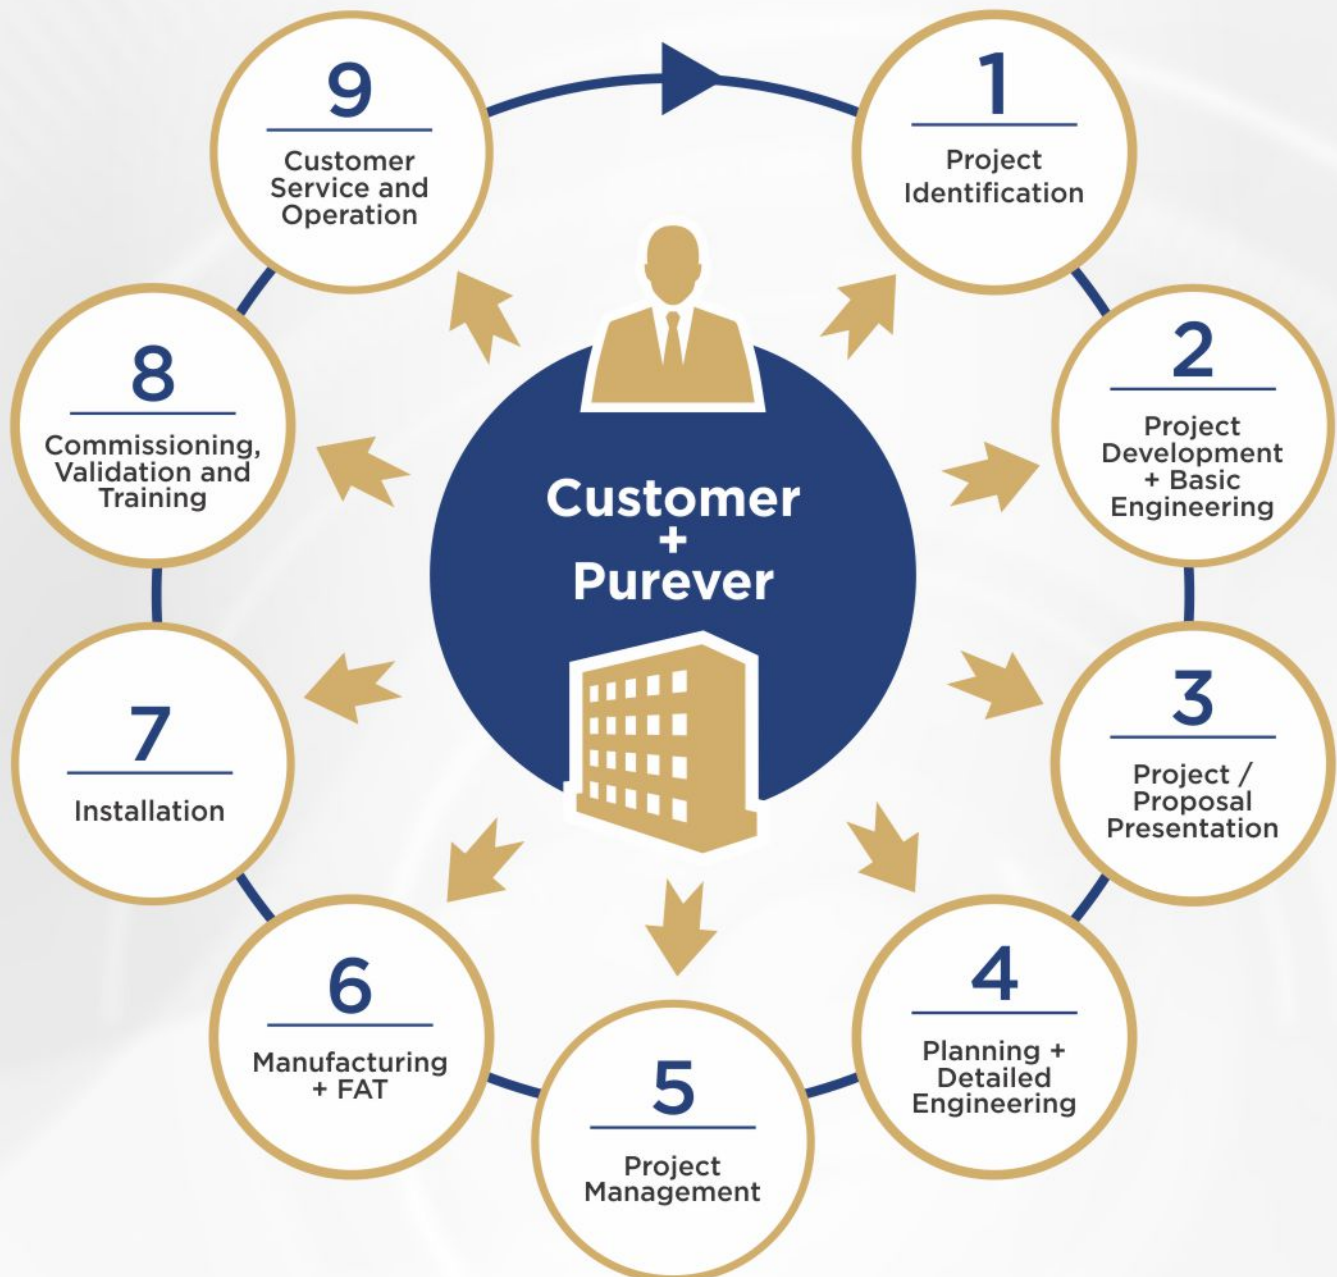 1
Project
Identification
2
Project
Development
+ Basic
Engineering
3
Project /
Proposal
Presentation
4
Planning +
Detailed
Engineering
5
Project
Management
6
Manufacturing
+ FAT
7
Installation
8
Commissioning,
Validation and
Training
9
Customer
Service and
Operation
Customer
+
Purever